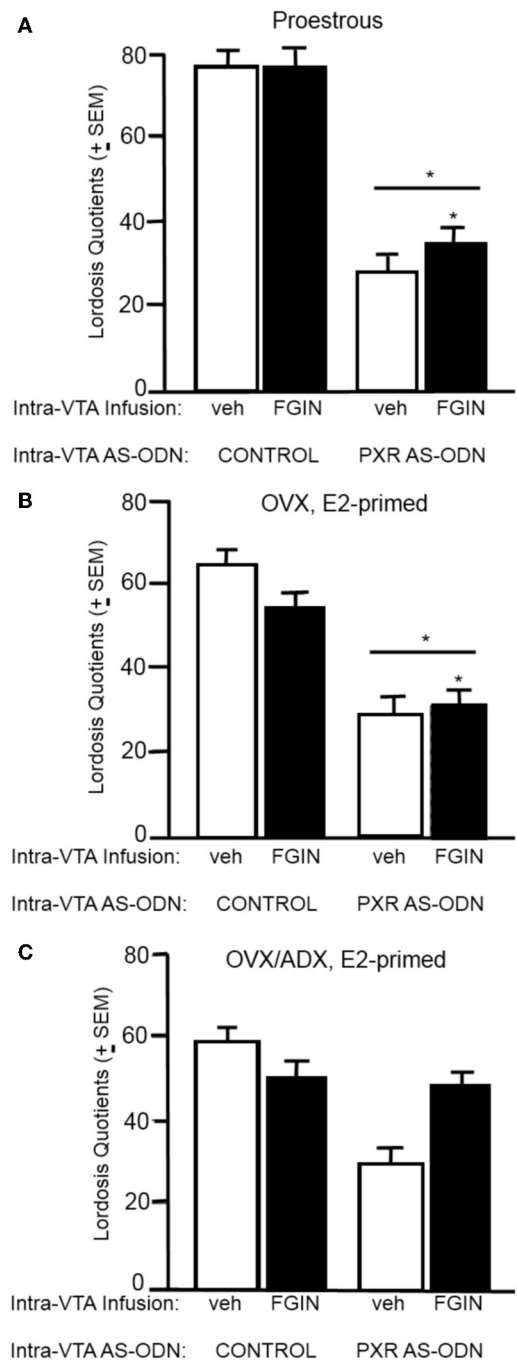 A
Proestrous
Lordosis Quotients (± SEM)
80
60
40
20
0
*
*
Intra-VTA Infusion: veh FGIN veh FGIN
Intra-VTA AS-ODN: CONTROL PXR AS-ODN
B
OVX, E2-primed
Lordosis Quotients (± SEM)
80
60
40
20
0
*
*
Intra-VTA Infusion: veh FGIN veh FGIN
Intra-VTA AS-ODN: CONTROL PXR AS-ODN
C
OVX/ADX, E2-primed
Lordosis Quotients (± SEM)
80
60
40
20
0
Intra-VTA Infusion: veh FGIN veh FGIN
Intra-VTA AS-ODN: CONTROL PXR AS-ODN